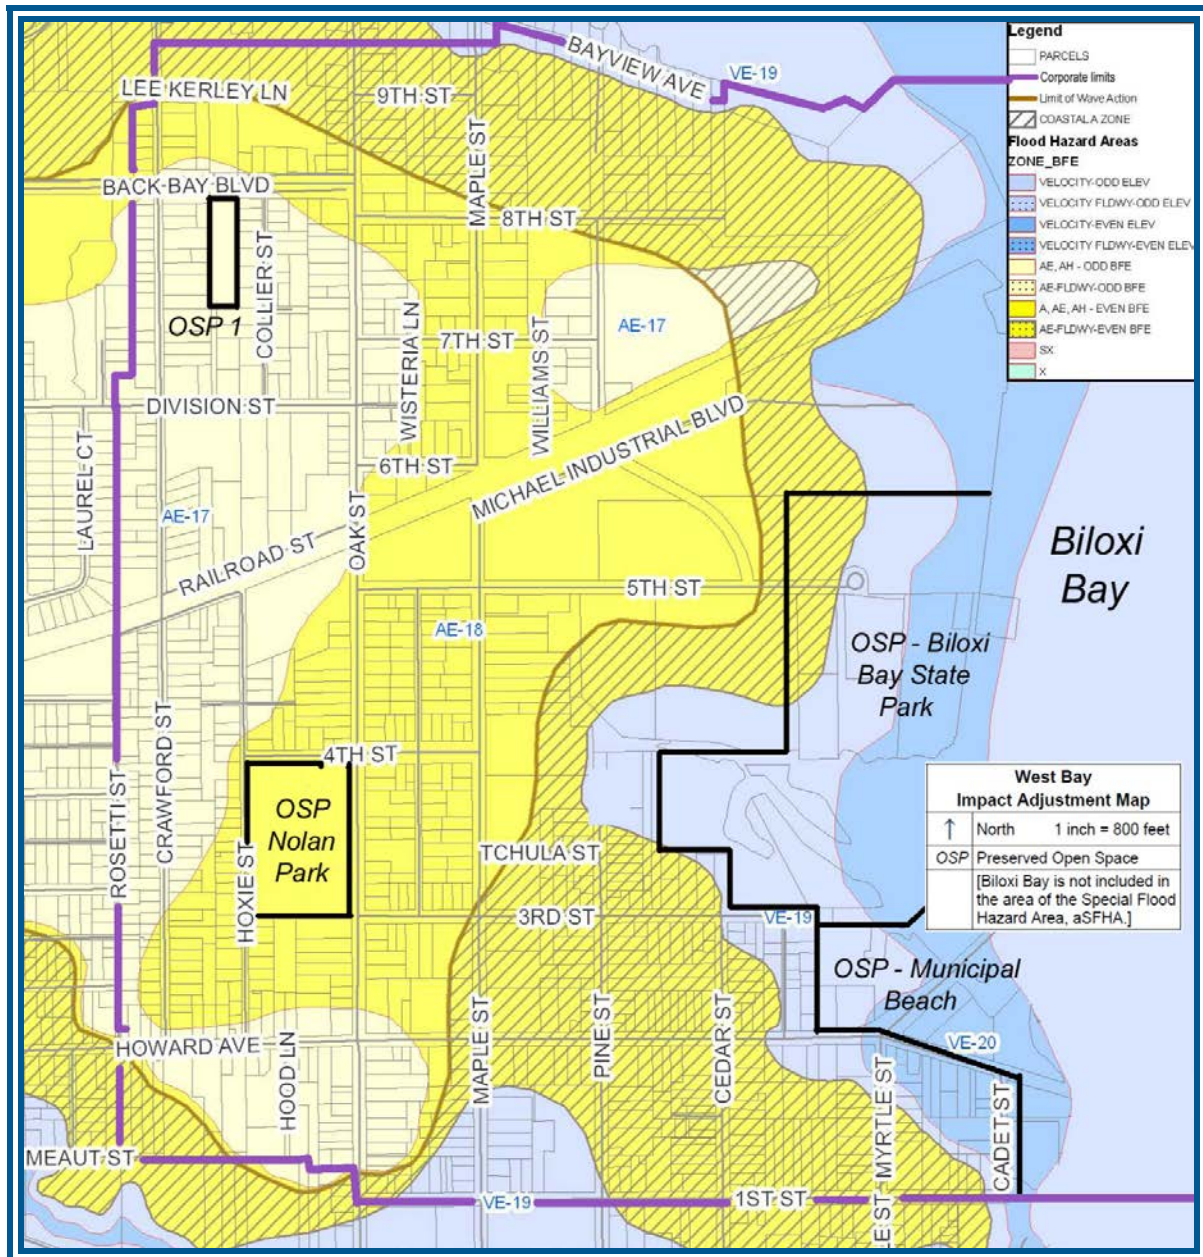 BAYVIEW AVE
VE-19
LEE KERLEY LN
9TH ST
MAPLE ST
BACK BAY BLVD
8TH ST
OSP 1
COLLIER ST
WISTERIA LN
7TH ST
WILLIAMS ST
AE-17
DIVISION ST
LAUREL CT
6TH ST
MICHAEL INDUSTRIAL BLVD
AE-17
RAILROAD ST
OAK ST
5TH ST
AE-18
Biloxi
Bay
OSP - Biloxi
Bay State
Park
4TH ST
ROSETTI ST
CRAWFORD ST
HOXIE ST
OSP
Nolan
Park
TCHULA ST
3RD ST
VE-19
OSP - Municipal
Beach
HOWARD AVE
HOOD LN
MAPLE ST
PINE ST
CEDAR ST
MYRTLE ST
VE-20
CADET ST
MEAUT ST
VE-19
1ST ST
LE ST
Legend
PARCELS
Corporate limits
Limit of Wave Action
COASTAL A ZONE
Flood Hazard Areas
ZONE_BFE
VELOCITY-ODD ELEV
VELOCITY FLDWY-ODD ELEV
VELOCITY-EVEN ELEV
VELOCITY FLDWY-EVEN ELEV
AE, AH - ODD BFE
AE-FLDWY-ODD BFE
A, AE, AH - EVEN BFE
AE-FLDWY-EVEN BFE
SX
X
West Bay
Impact Adjustment Map
↑ North 1 inch = 800 feet
OSP Preserved Open Space
[Biloxi Bay is not included in
the area of the Special Flood
Hazard Area, aSFHA.]